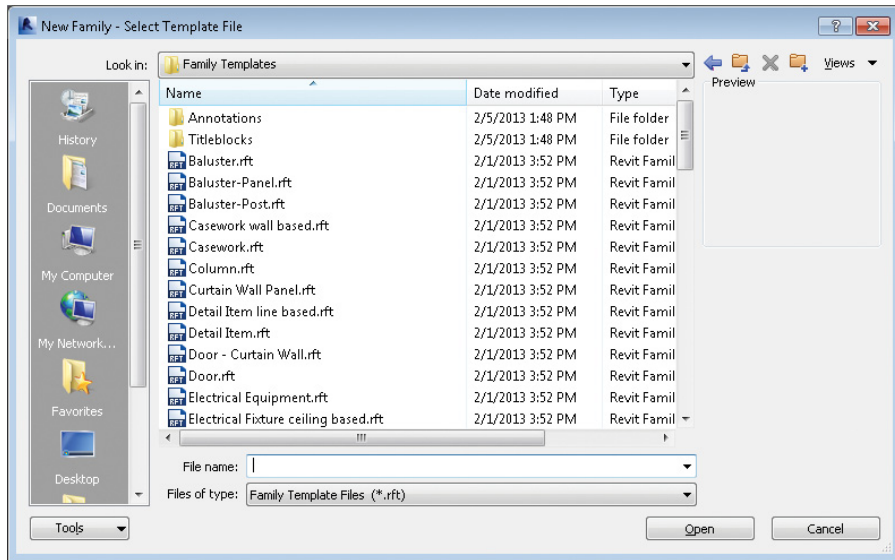 New Family - Select Template File
Look in: Family Templates Views
Preview
Name Date modified Type
Annotations 2/5/2013 1:48 PM File folder
Titleblocks 2/5/2013 1:48 PM File folder
Baluster.rft 2/1/2013 3:52 PM Revit Famil
Baluster-Panel.rft 2/1/2013 3:52 PM Revit Famil
Baluster-Post.rft 2/1/2013 3:52 PM Revit Famil
Casework wall based.rft 2/1/2013 3:52 PM Revit Famil
Casework.rft 2/1/2013 3:52 PM Revit Famil
Column.rft 2/1/2013 3:52 PM Revit Famil
Curtain Wall Panel.rft 2/1/2013 3:52 PM Revit Famil
Detail Item line based.rft 2/1/2013 3:52 PM Revit Famil
Detail Item.rft 2/1/2013 3:52 PM Revit Famil
Door - Curtain Wall.rft 2/1/2013 3:52 PM Revit Famil
Door.rft 2/1/2013 3:52 PM Revit Famil
Electrical Equipment.rft 2/1/2013 3:52 PM Revit Famil
Electrical Fixture ceiling based.rft 2/1/2013 3:52 PM Revit Famil
History
Documents
My Computer
My Network...
Favorites
Desktop
File name:
Files of type: Family Template Files (*.rft)
Tools Open Cancel